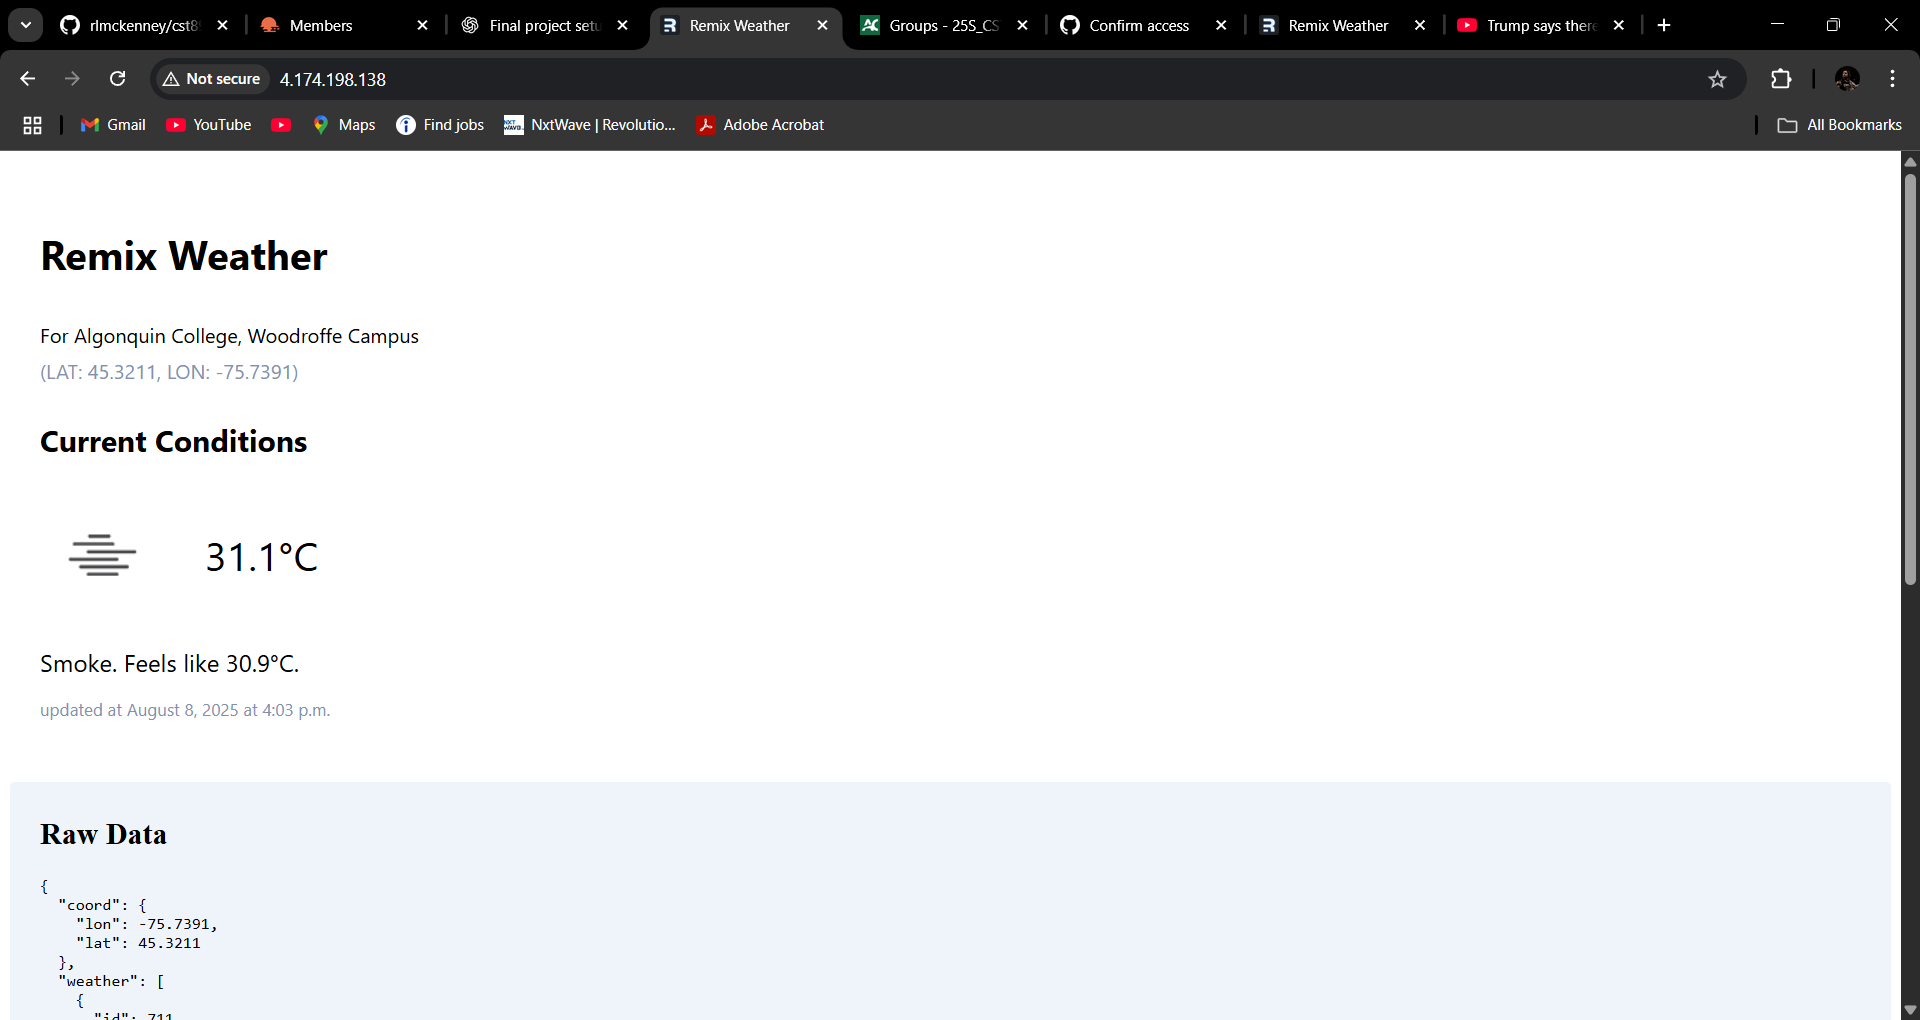 rlmckenney/cst8
Members
Final project setu
Remix Weather
Groups - 25S_CS
Confirm access
Remix Weather
Trump says there
Not secure
4.174.198.138
Gmail
YouTube
Maps
Find jobs
NxtWave | Revolutio...
Adobe Acrobat
All Bookmarks
Remix Weather
For Algonquin College, Woodroffe Campus
(LAT: 45.3211, LON: -75.7391)
Current Conditions
31.1°C
Smoke. Feels like 30.9°C.
updated at August 8, 2025 at 4:03 p.m.
Raw Data
{
"coord": {
"lon": -75.7391,
"lat": 45.3211
},
"weather": [
{
"id": 711